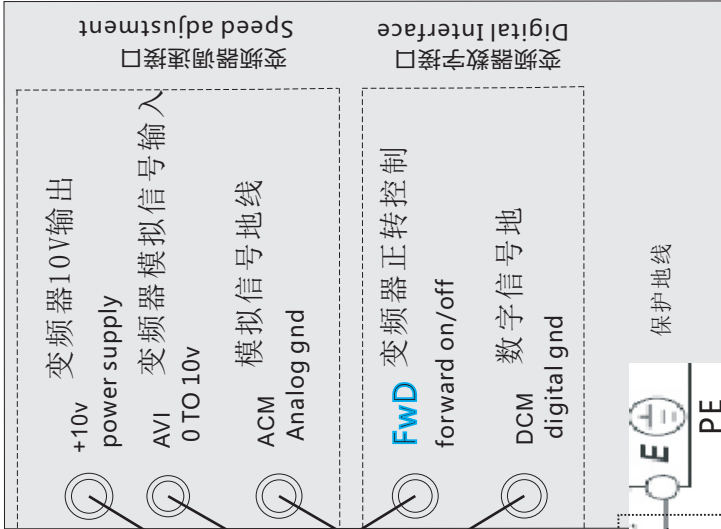 Speed adjustment
变频器调速接口
Digital Interface
变频器数字接口
变频器10V输出
+10v
power supply
变频器模拟信号输入
AVI
0 TO 10v
模拟信号地线
ACM
Analog gnd
变频器正转控制
FwD
forward on/off
数字信号地
DCM
digital gnd
保护地线
E
PE